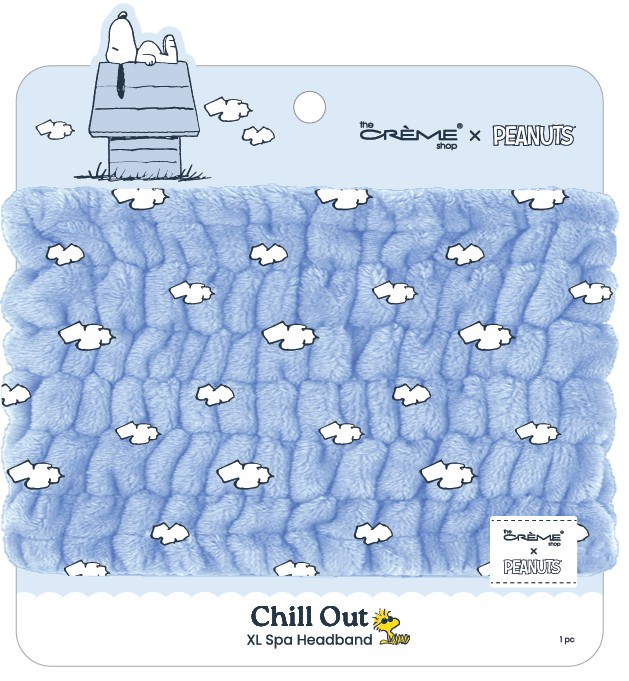 the
CRÈME® x PEANUTS
shop
the
CRÈME®
shop
x
PEANUTS
Chill Out
XL Spa Headband
1 pc